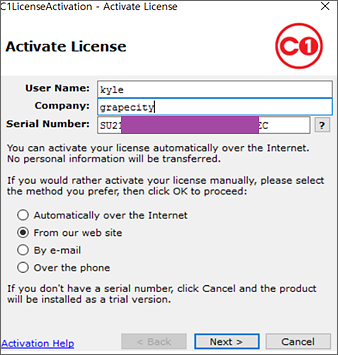 C1LicenseActivation - Activate License
Activate License
C1
User Name: kyle
Company: grapecity
Serial Number: SU21 EC ?
You can activate your license automatically over the Internet.
No personal information will be transferred.
If you would rather activate your license manually, please select
the method you prefer, then click OK to proceed:
Automatically over the Internet
From our web site
By e-mail
Over the phone
If you don't have a serial number, click Cancel and the product
will be installed as a trial version.
Activation Help
< Back Next > Cancel